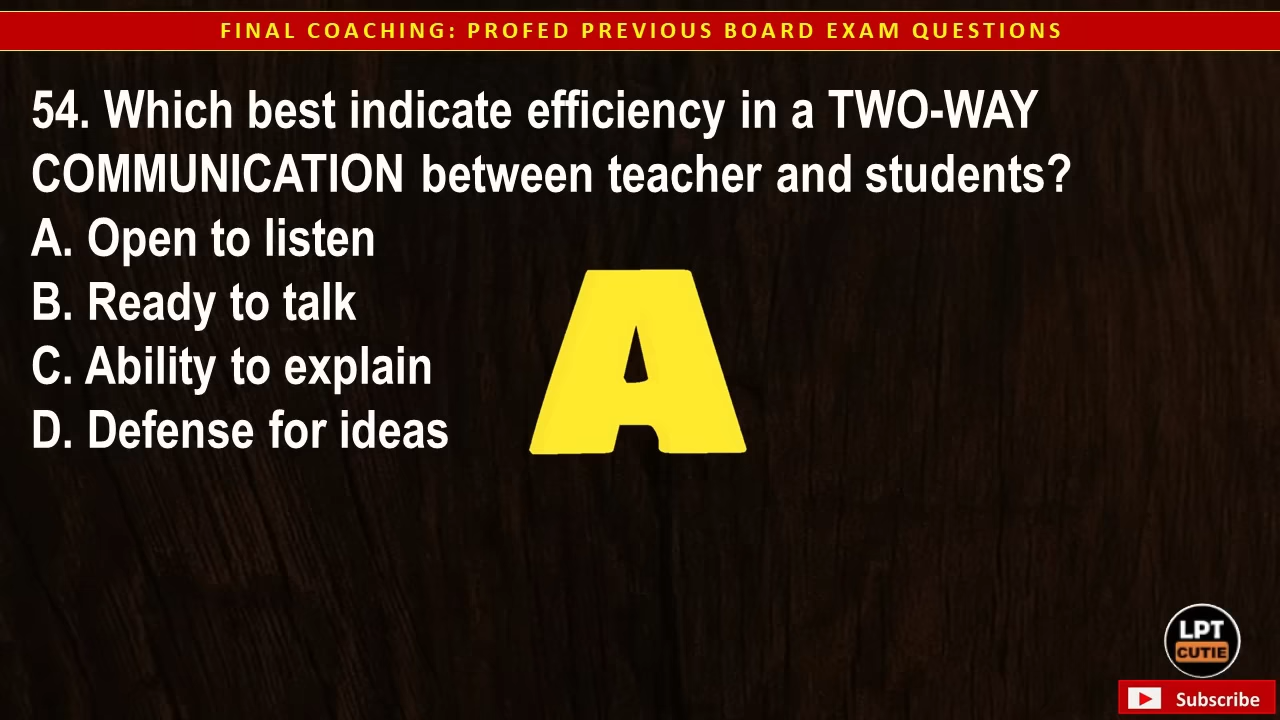 FINAL COACHING: PROFED PREVIOUS BOARD EXAM QUESTIONS
54. Which best indicate efficiency in a TWO-WAY
COMMUNICATION between teacher and students?
A. Open to listen
B. Ready to talk
C. Ability to explain
D. Defense for ideas
A
LPT
CUTIE
Subscribe